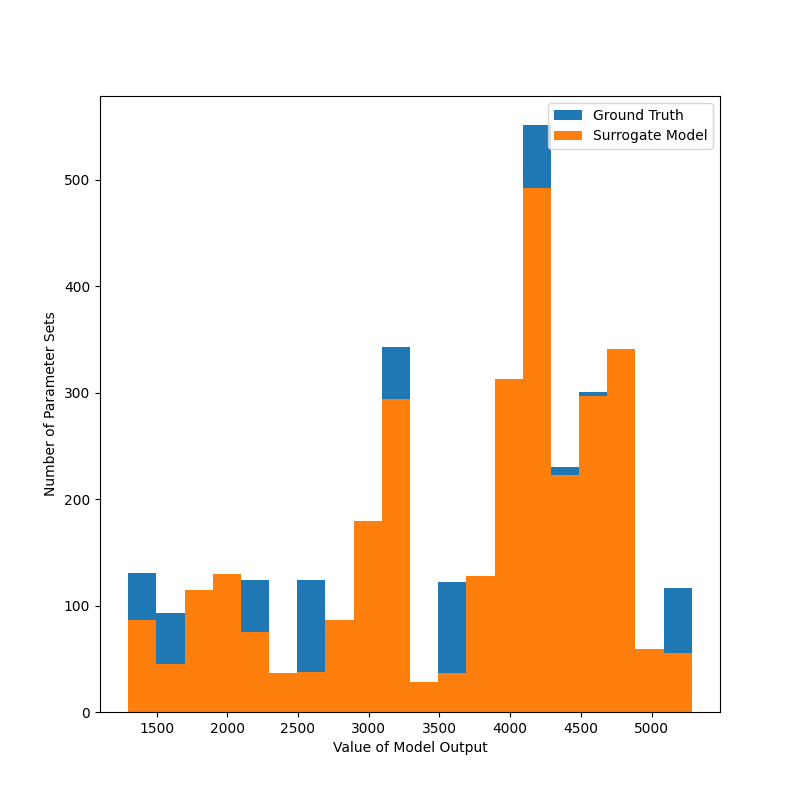 Ground Truth
Surrogate Model
500
400
300
200
100
0
Number of Parameter Sets
1500 2000 2500 3000 3500 4000 4500 5000
Value of Model Output